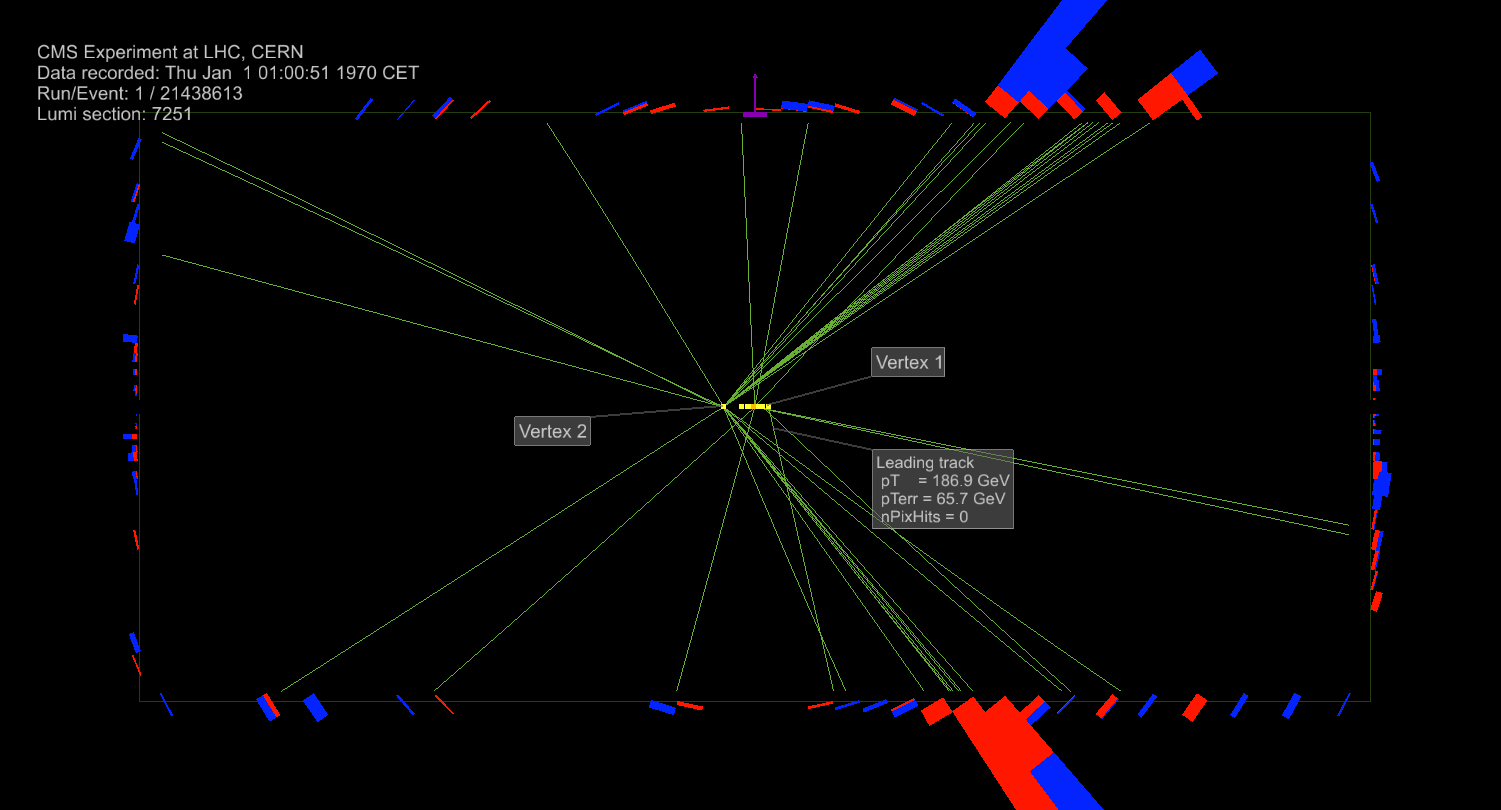 CMS Experiment at LHC, CERN
Data recorded: Thu Jan 1 01:00:51 1970 CET
Run/Event: 1 / 21438613
Lumi section: 7251
Vertex 1
Vertex 2
Leading track
pT = 186.9 GeV
pTerr = 65.7 GeV
nPixHits = 0